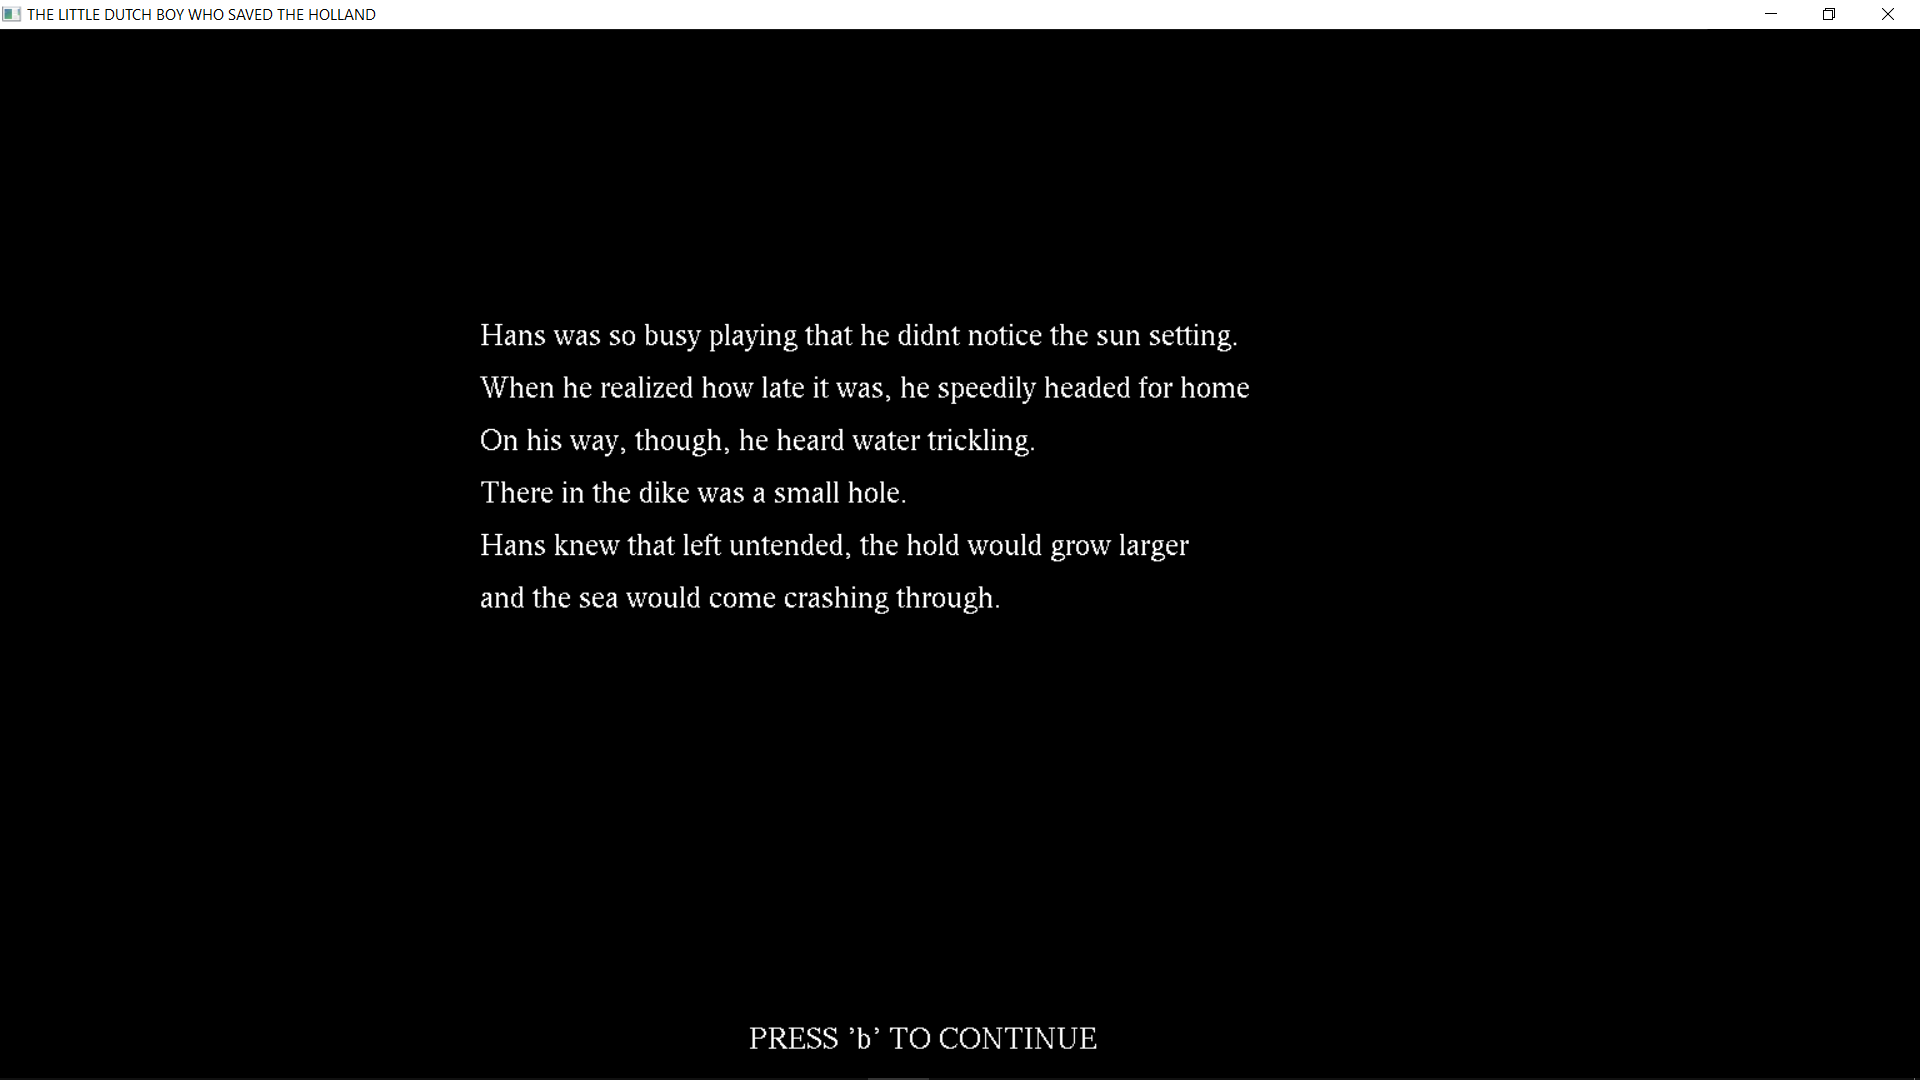 THE LITTLE DUTCH BOY WHO SAVED THE HOLLAND
Hans was so busy playing that he didnt notice the sun setting.
When he realized how late it was, he speedily headed for home
On his way, though, he heard water trickling.
There in the dike was a small hole.
Hans knew that left untended, the hold would grow larger
and the sea would come crashing through.
PRESS ’b’ TO CONTINUE